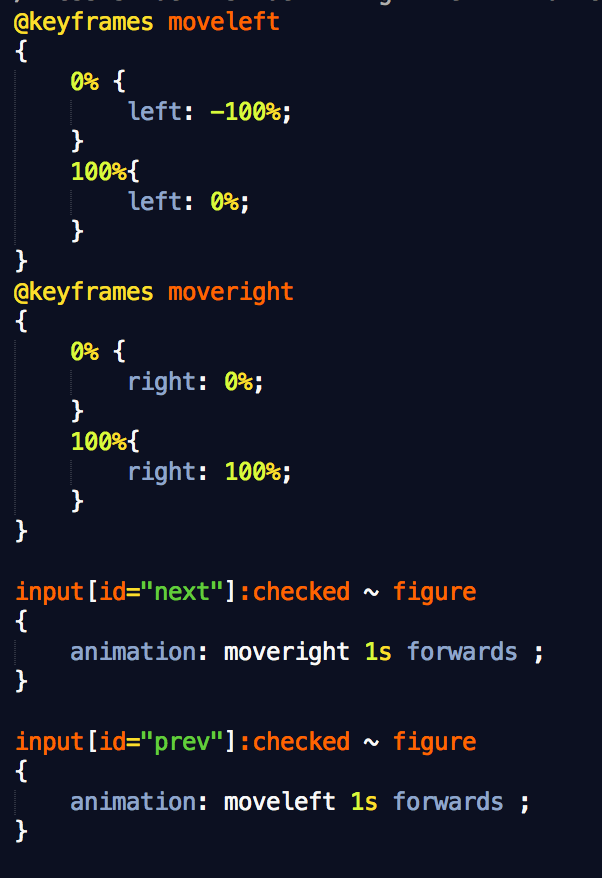 @keyframes moveleft
{
    0% {
        left: -100%;
    }
    100%{
        left: 0%;
    }
}
@keyframes moveright
{
    0% {
        right: 0%;
    }
    100%{
        right: 100%;
    }
}

input[id="next"]:checked ~ figure
{
    animation: moveright 1s forwards ;
}

input[id="prev"]:checked ~ figure
{
    animation: moveleft 1s forwards ;
}